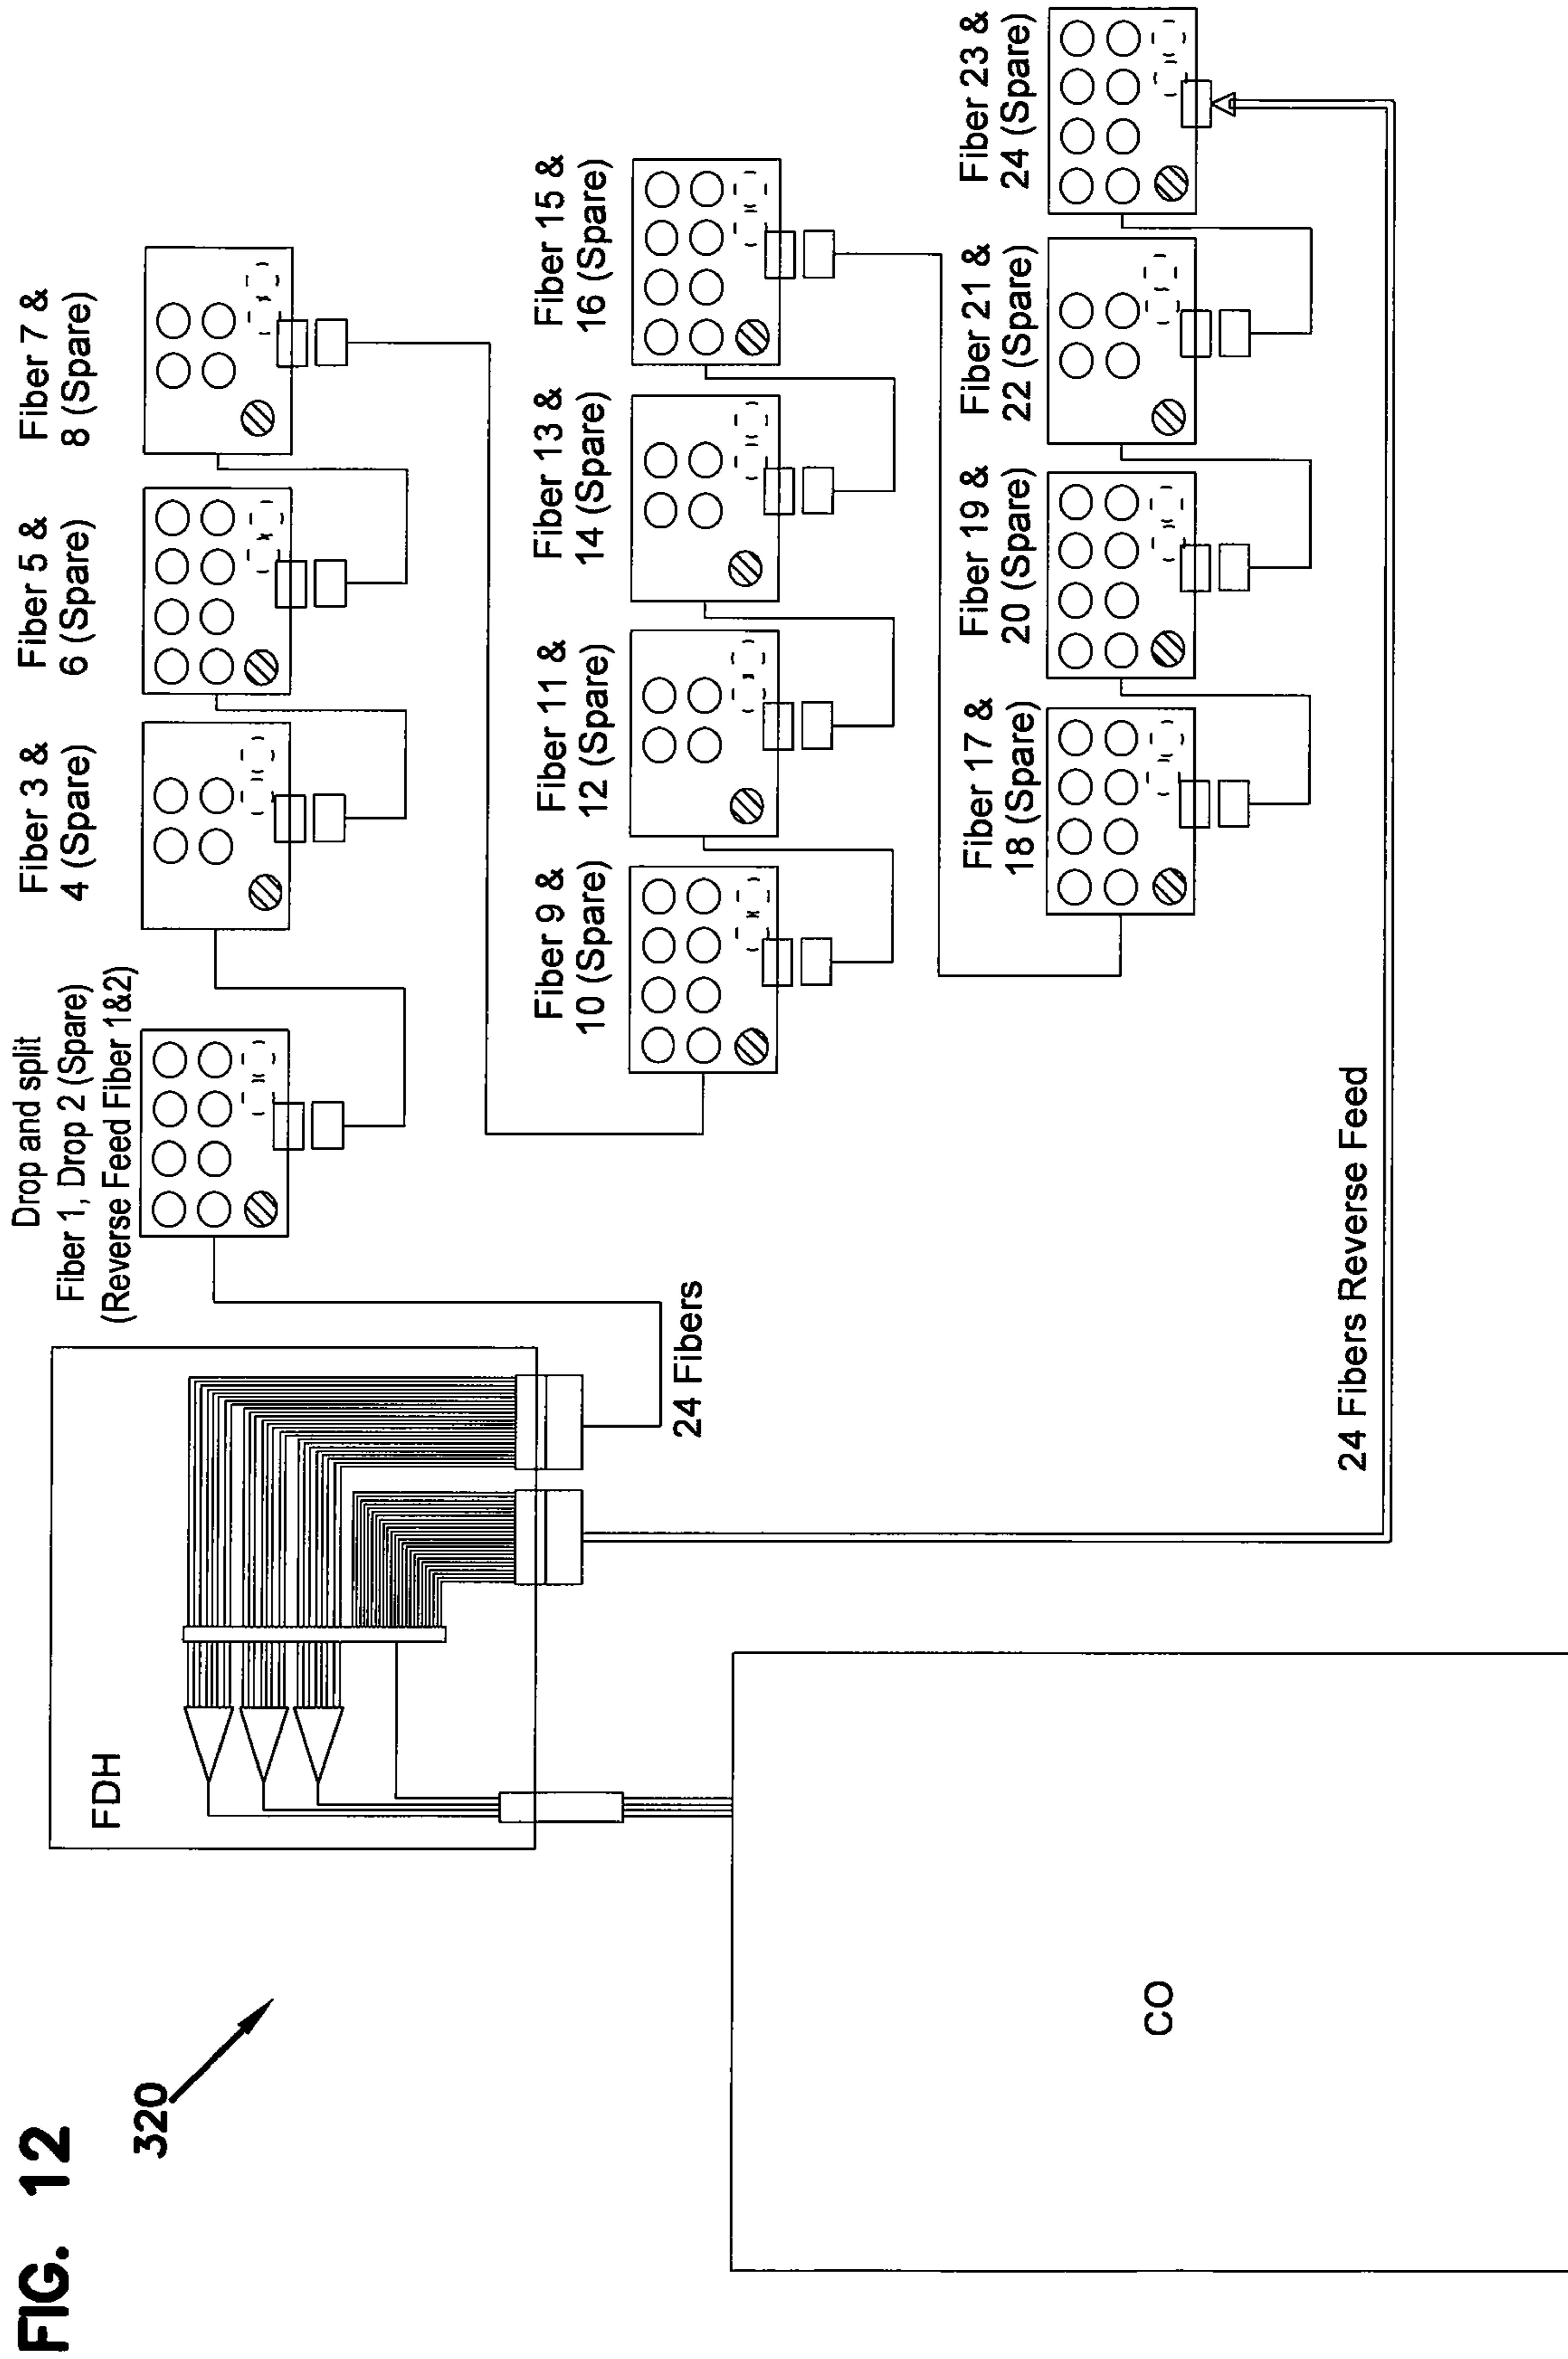 FIG. 12
320
FDH
CO
24 Fibers
24 Fibers Reverse Feed
Drop and split
Fiber 1, Drop 2 (Spare)
(Reverse Feed Fiber 1&2)
Fiber 3 &
4 (Spare)
Fiber 5 &
6 (Spare)
Fiber 7 &
8 (Spare)
Fiber 9 &
10 (Spare)
Fiber 11 &
12 (Spare)
Fiber 13 &
14 (Spare)
Fiber 15 &
16 (Spare)
Fiber 17 &
18 (Spare)
Fiber 19 &
20 (Spare)
Fiber 21 &
22 (Spare)
Fiber 23 &
24 (Spare)